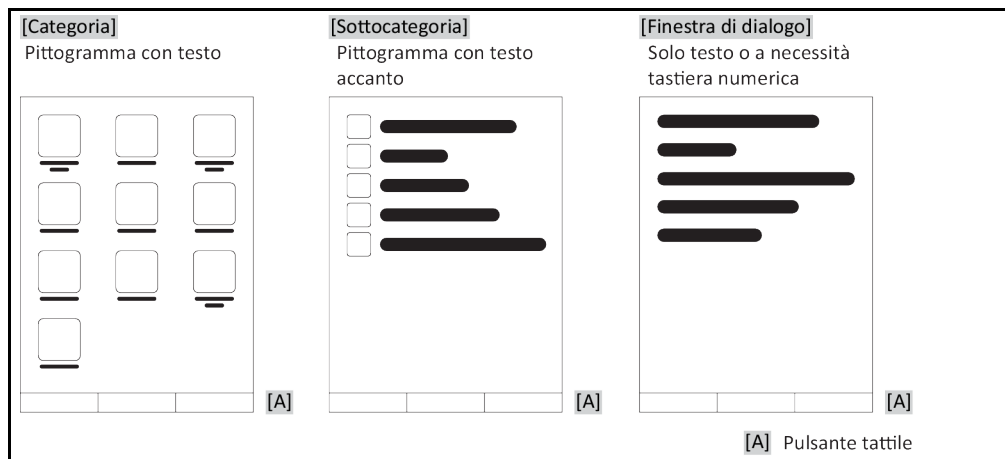 [Categoria]
Pittogramma con testo
[Sottocategoria]
Pittogramma con testo
accanto
[Finestra di dialogo]
Solo testo o a necessità
tastiera numerica
[A]
[A]
[A]
[A] Pulsante tattile